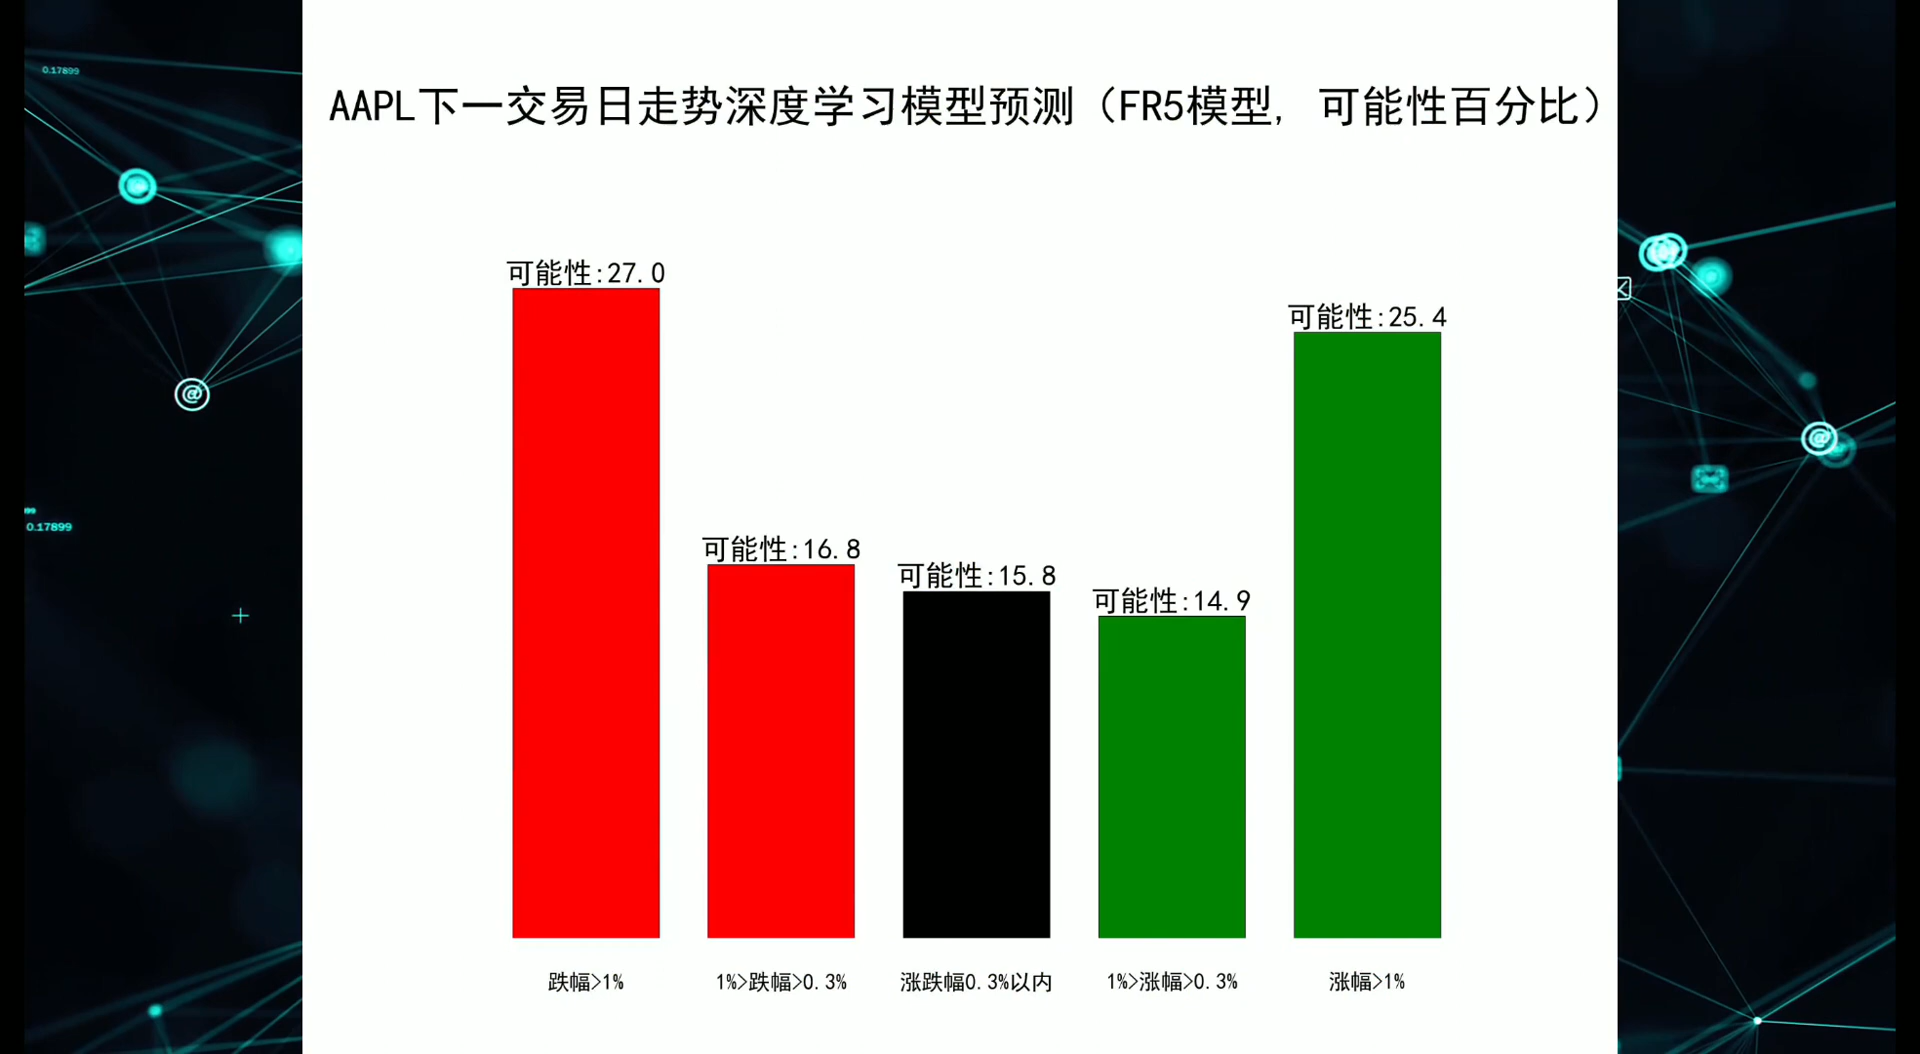 0.17899
AAPL下一交易日走势深度学习模型预测（FR5模型, 可能性百分比）
可能性:27.0
可能性:25.4
可能性:16.8
可能性:15.8
可能性:14.9
0.17899
跌幅>1%
1%>跌幅>0.3%
涨跌幅0.3%以内
1%>涨幅>0.3%
涨幅>1%